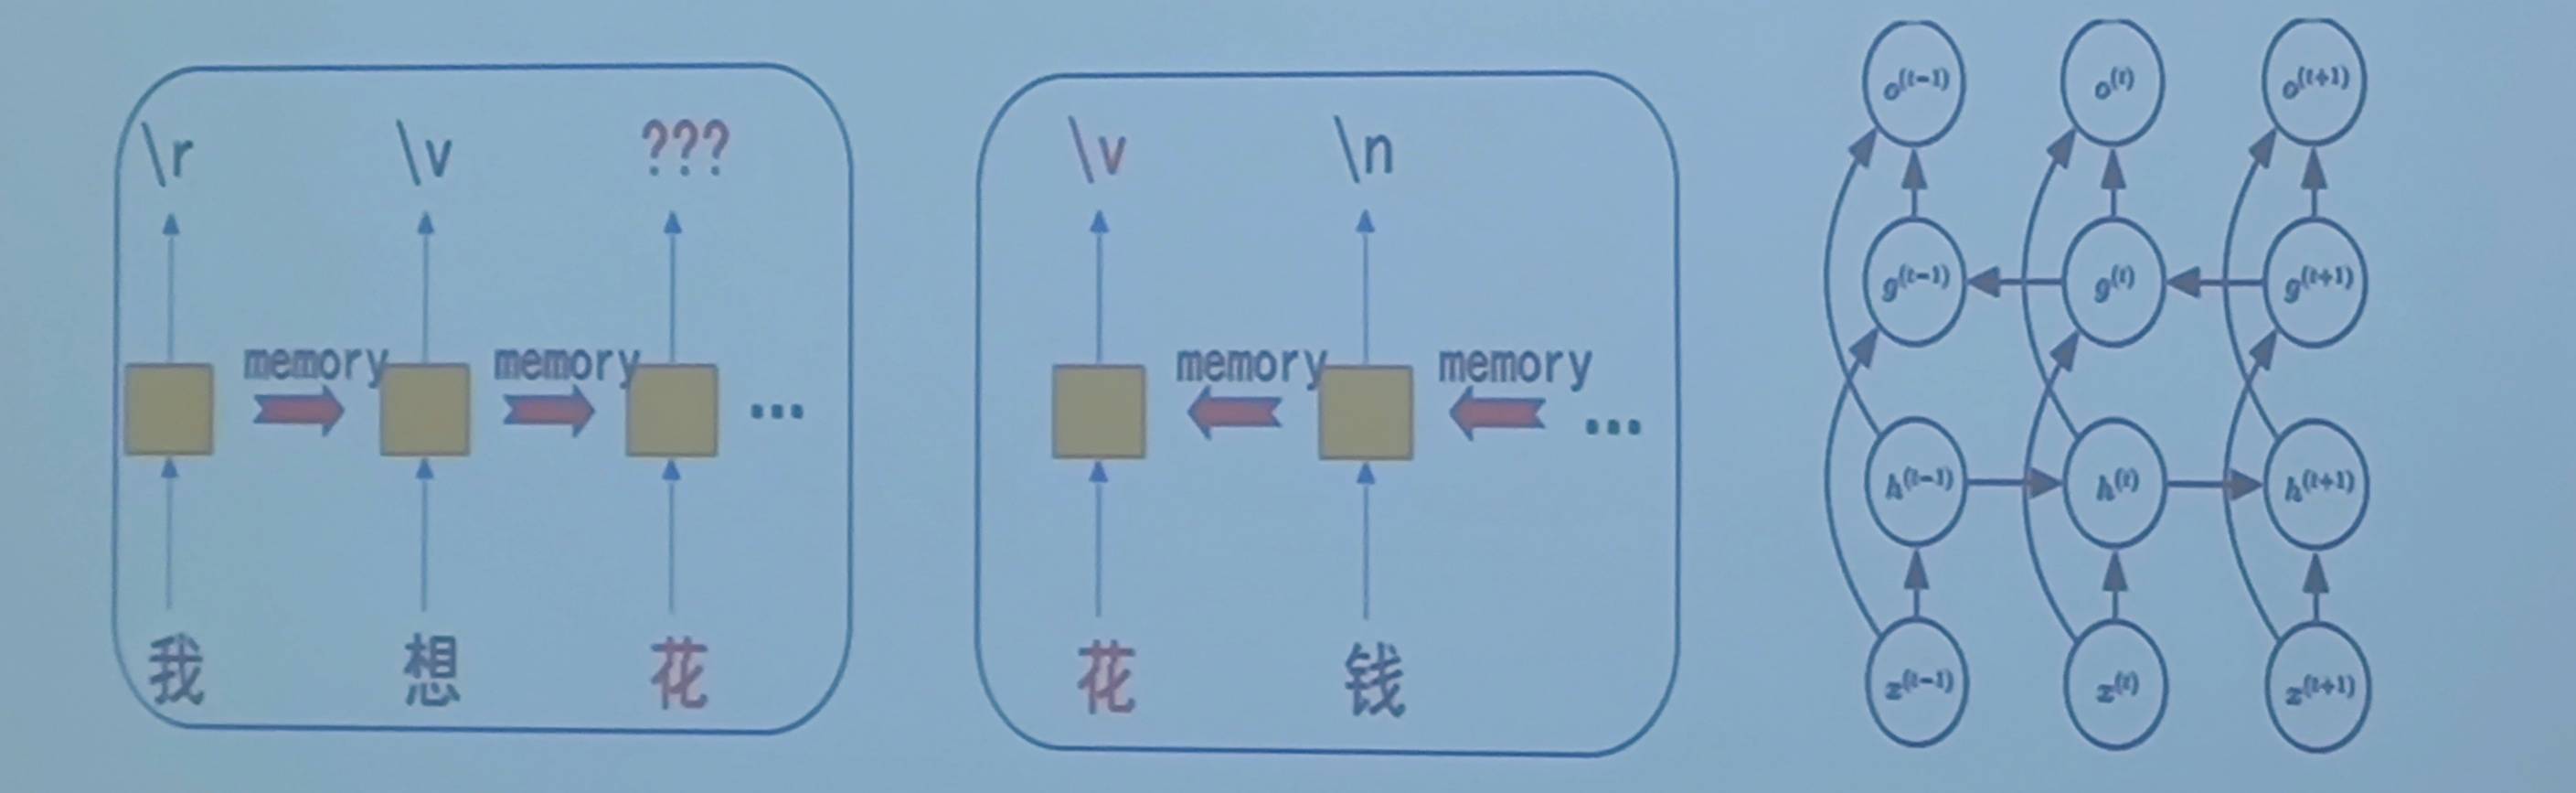 \r \v ???
memory memory
...
我 想 花
\v \n
memory memory
...
花 钱
o(t-1) o(t) o(t+1)
g(t-1) g(t) g(t+1)
h(t-1) h(t) h(t+1)
x(t-1) x(t) x(t+1)